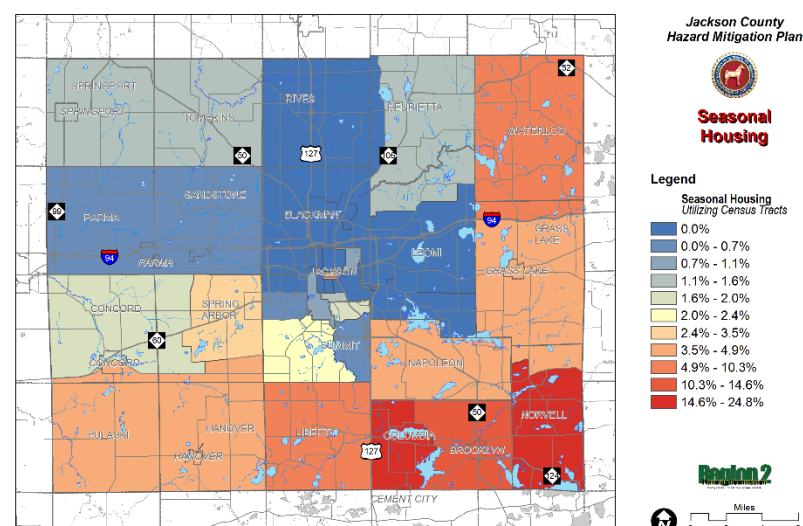 Jackson County
Hazard Mitigation Plan
Seasonal
Housing
Legend
Seasonal Housing
Utilizing Census Tracts
0.0%
0.0% - 0.7%
0.7% - 1.1%
1.1% - 1.6%
1.6% - 2.0%
2.0% - 2.4%
2.4% - 3.5%
3.5% - 4.9%
4.9% - 10.3%
10.3% - 14.6%
14.6% - 24.8%
Region 2
Miles
N
52
SPRINGPORT
RIVES
HENRIETTA
SPRINGPORT
TOMPKINS
WATERLOO
50
127
106
SANDSTONE
99
PARMA
BLACKMAN
94
GRASS
LAKE
94
PARMA
LEONI
JACKSON
GRASS LAKE
CONCORD
SPRING
ARBOR
60
SUMMIT
CONCORD
NAPOLEON
50
NORVELL
PULASKI
HANOVER
LIBERTY
COLUMBIA
HANOVER
127
BROOKLYN
124
CEMENT CITY